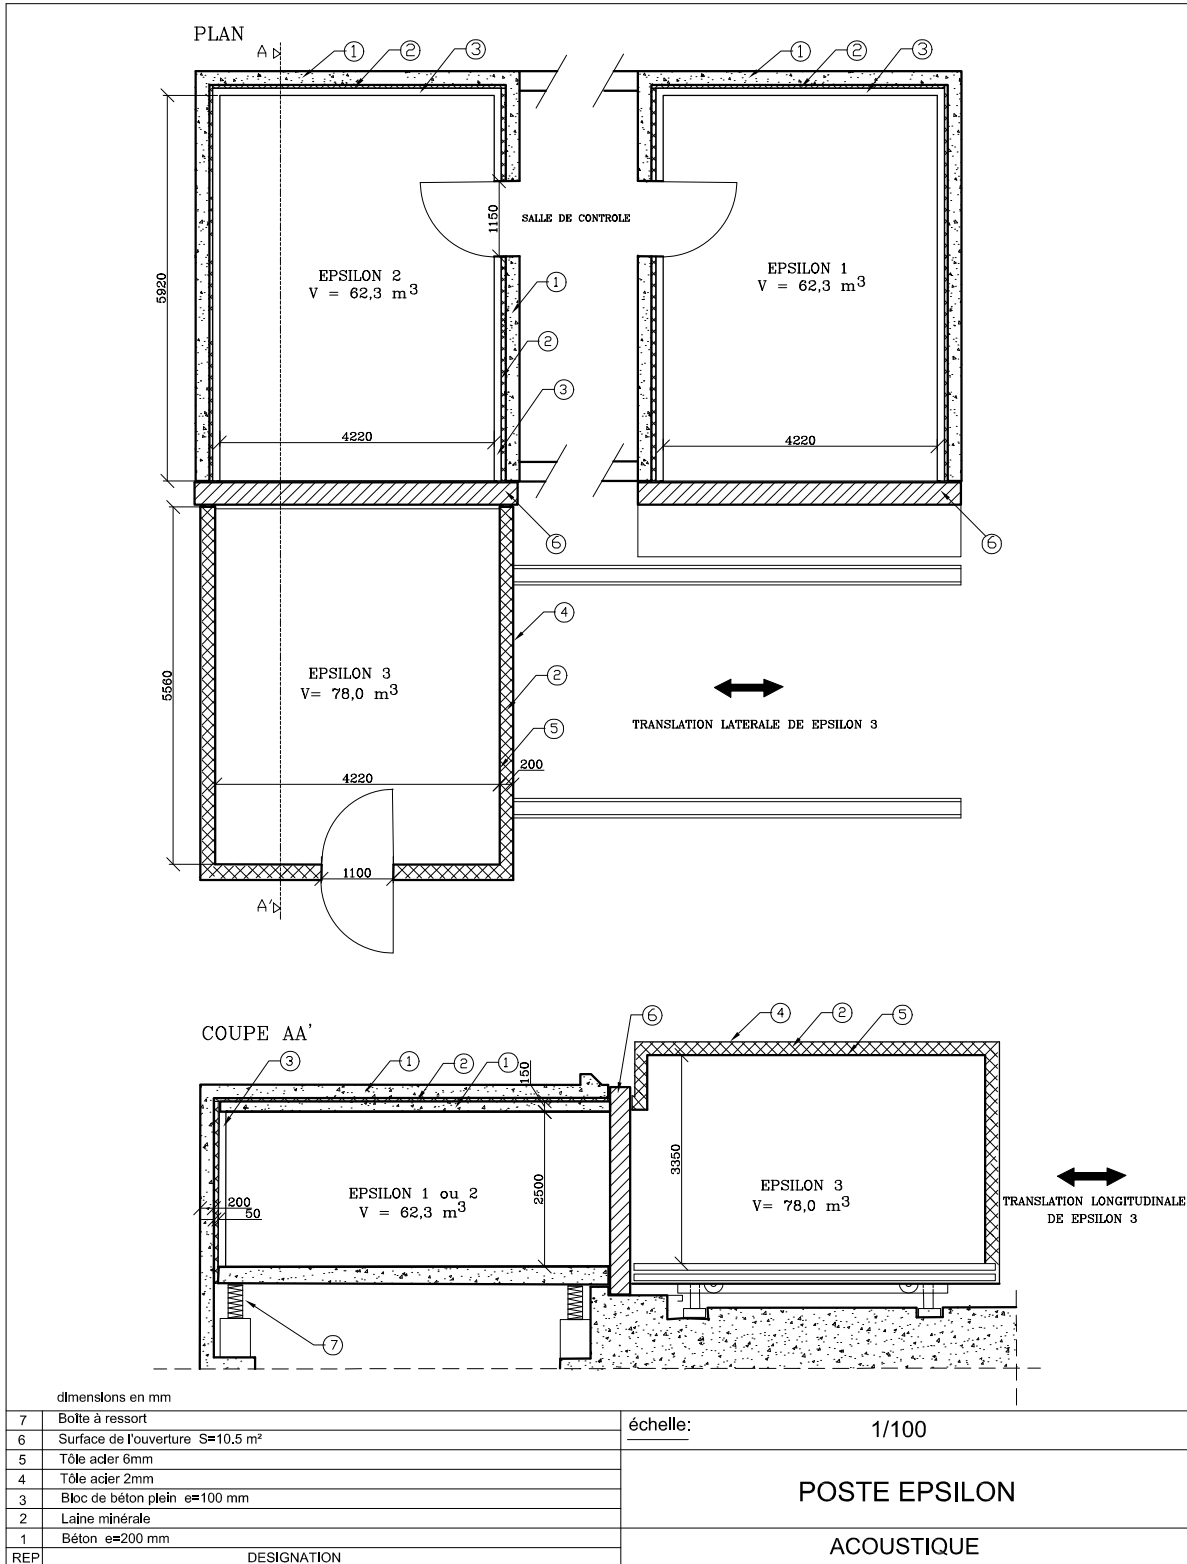 PLAN
A
1
2
3
1
2
3
5920
1150
SALLE DE CONTROLE
EPSILON 2
V = 62,3 m³
EPSILON 1
V = 62,3 m³
1
2
3
4220
4220
6
6
4
5560
EPSILON 3
V= 78,0 m³
2
5
TRANSLATION LATERALE DE EPSILON 3
200
4220
1100
A'
COUPE AA'
3
1
2
1
150
6
4
2
5
EPSILON 1 ou 2
V = 62,3 m³
2500
200
50
3350
EPSILON 3
V= 78,0 m³
TRANSLATION LONGITUDINALE
DE EPSILON 3
7
dimensions en mm
7 Boîte à ressort
6 Surface de l'ouverture S=10.5 m²
5 Tôle acier 6mm
4 Tôle acier 2mm
3 Bloc de béton plein e=100 mm
2 Laine minérale
1 Béton e=200 mm
REP DESIGNATION
échelle: 1/100
POSTE EPSILON
ACOUSTIQUE